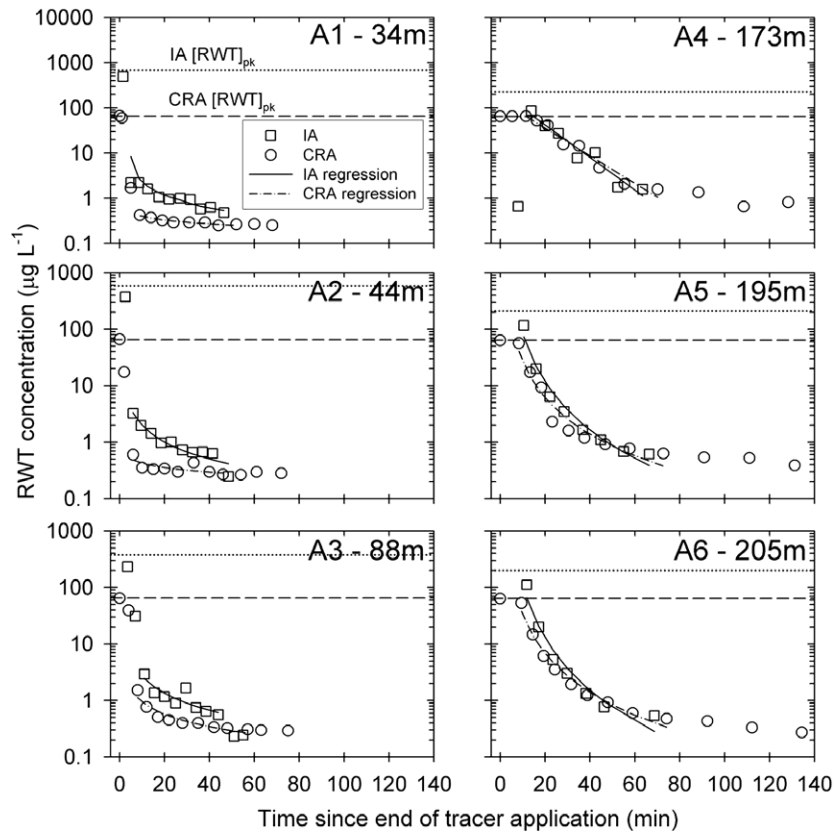 A1 - 34m
A4 - 173m
10000
1000
100
10
1
0.1
IA [RWT]pk
CRA [RWT]pk
IA
CRA
IA regression
CRA regression
A2 - 44m
A5 - 195m
1000
100
10
1
0.1
RWT concentration (µg L-1)
A3 - 88m
A6 - 205m
1000
100
10
1
0.1
0 20 40 60 80 100 120 140
0 20 40 60 80 100 120 140
Time since end of tracer application (min)